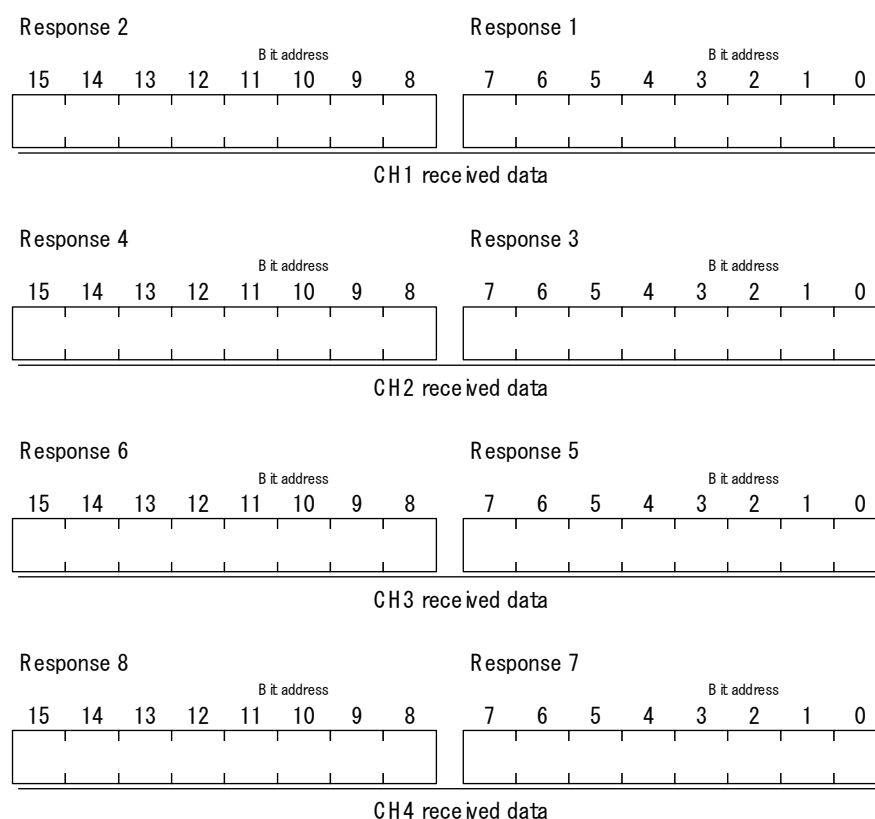 Response 2 Response 1
Bit address Bit address
15 14 13 12 11 10 9 8 7 6 5 4 3 2 1 0
CH1 received data
Response 4 Response 3
Bit address Bit address
15 14 13 12 11 10 9 8 7 6 5 4 3 2 1 0
CH2 received data
Response 6 Response 5
Bit address Bit address
15 14 13 12 11 10 9 8 7 6 5 4 3 2 1 0
CH3 received data
Response 8 Response 7
Bit address Bit address
15 14 13 12 11 10 9 8 7 6 5 4 3 2 1 0
CH4 received data